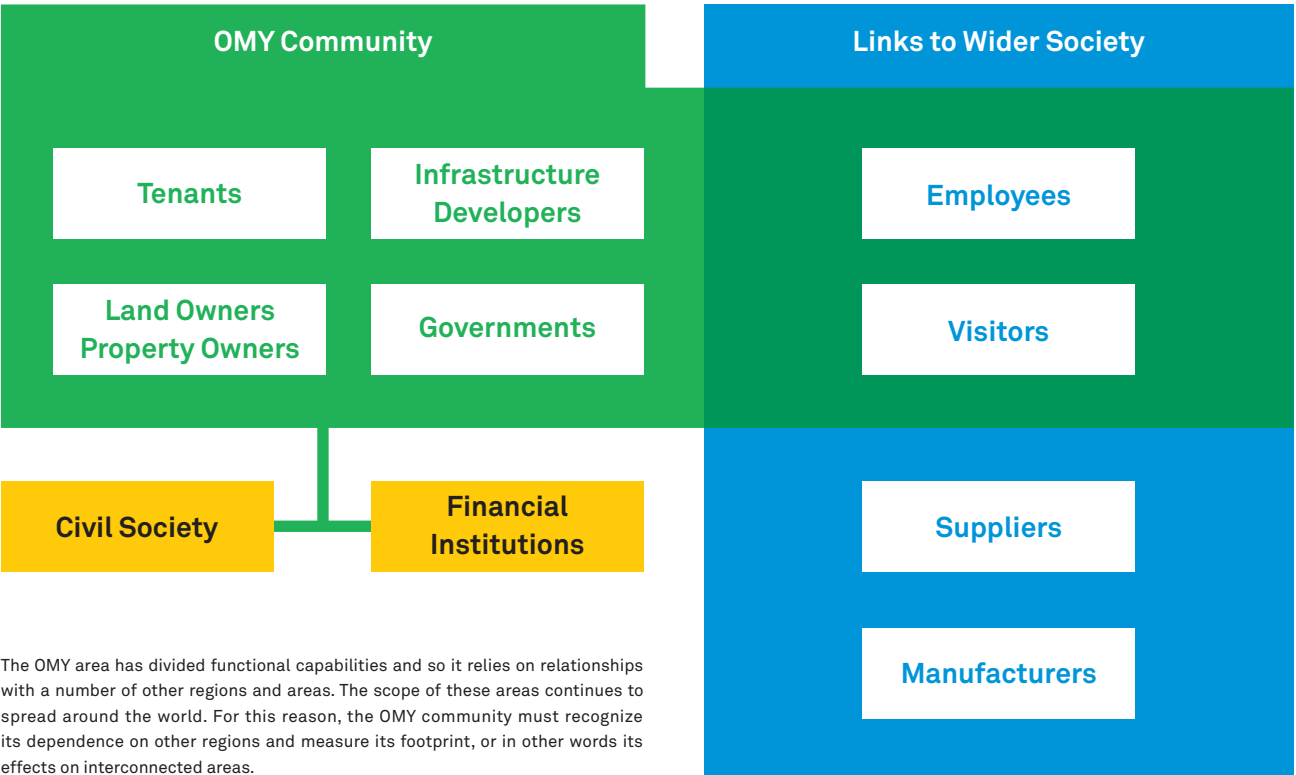 OMY Community
Tenants
Infrastructure
Developers
Land Owners
Property Owners
Governments
Civil Society
Financial
Institutions
Links to Wider Society
Employees
Visitors
Suppliers
Manufacturers
The OMY area has divided functional capabilities and so it relies on relationships
with a number of other regions and areas. The scope of these areas continues to
spread around the world. For this reason, the OMY community must recognize
its dependence on other regions and measure its footprint, or in other words its
effects on interconnected areas.